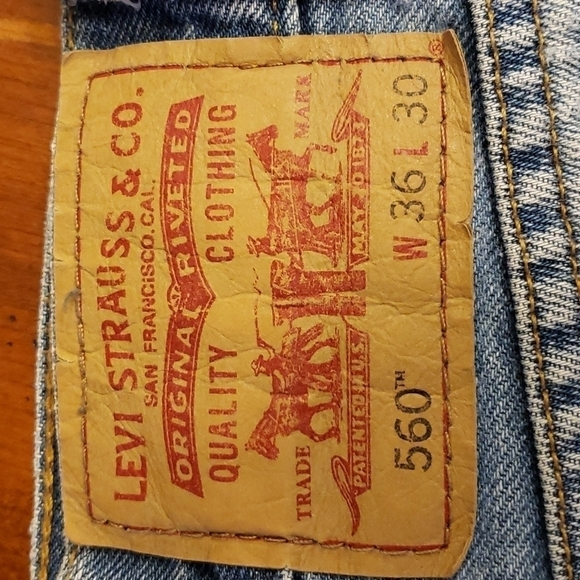 LEVI STRAUSS & CO.
SAN FRANCISCO.CAL.
ORIGINAL RIVETED
QUALITY CLOTHING
TRADE MARK
PATENTED IN U.S. MAY 20 1873
560™ W 36 L 30
®